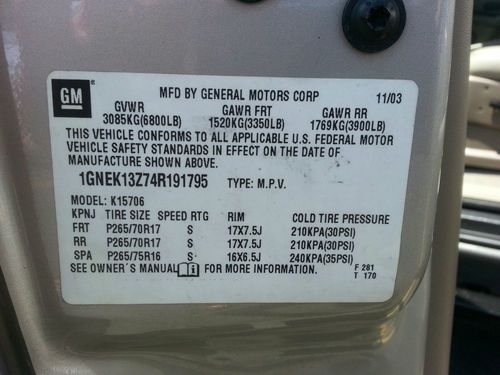 GM MFD BY GENERAL MOTORS CORP 11/03
GVWR GAWR FRT GAWR RR
3085KG(6800LB) 1520KG(3350LB) 1769KG(3900LB)
THIS VEHICLE CONFORMS TO ALL APPLICABLE U.S. FEDERAL MOTOR
VEHICLE SAFETY STANDARDS IN EFFECT ON THE DATE OF
MANUFACTURE SHOWN ABOVE.
1GNEK13Z74R191795 TYPE: M.P.V.
MODEL: K15706
KPNJ TIRE SIZE SPEED RTG RIM COLD TIRE PRESSURE
FRT P265/70R17 S 17X7.5J 210KPA(30PSI)
RR P265/70R17 S 17X7.5J 210KPA(30PSI)
SPA P265/75R16 S 16X6.5J 240KPA(35PSI)
SEE OWNER'S MANUAL FOR MORE INFORMATION.
F 281
T 170